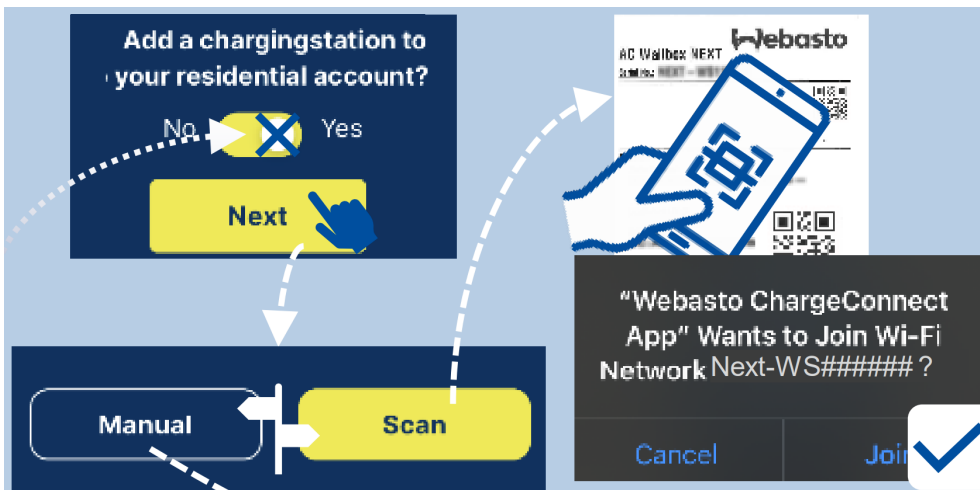 Add a chargingstation to
your residential account?
No Yes
Next
Manual
Scan
Webasto
AC Wallbox NEXT
"Webasto ChargeConnect
App" Wants to Join Wi-Fi
Network Next-WS###### ?
Cancel
Join